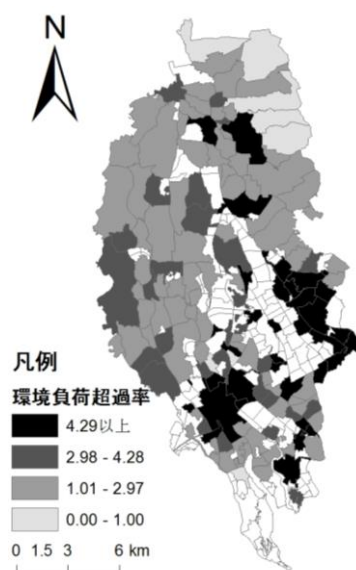 N
凡例
環境負荷超過率
4.29以上
2.98 - 4.28
1.01 - 2.97
0.00 - 1.00
0 1.5 3 6 km